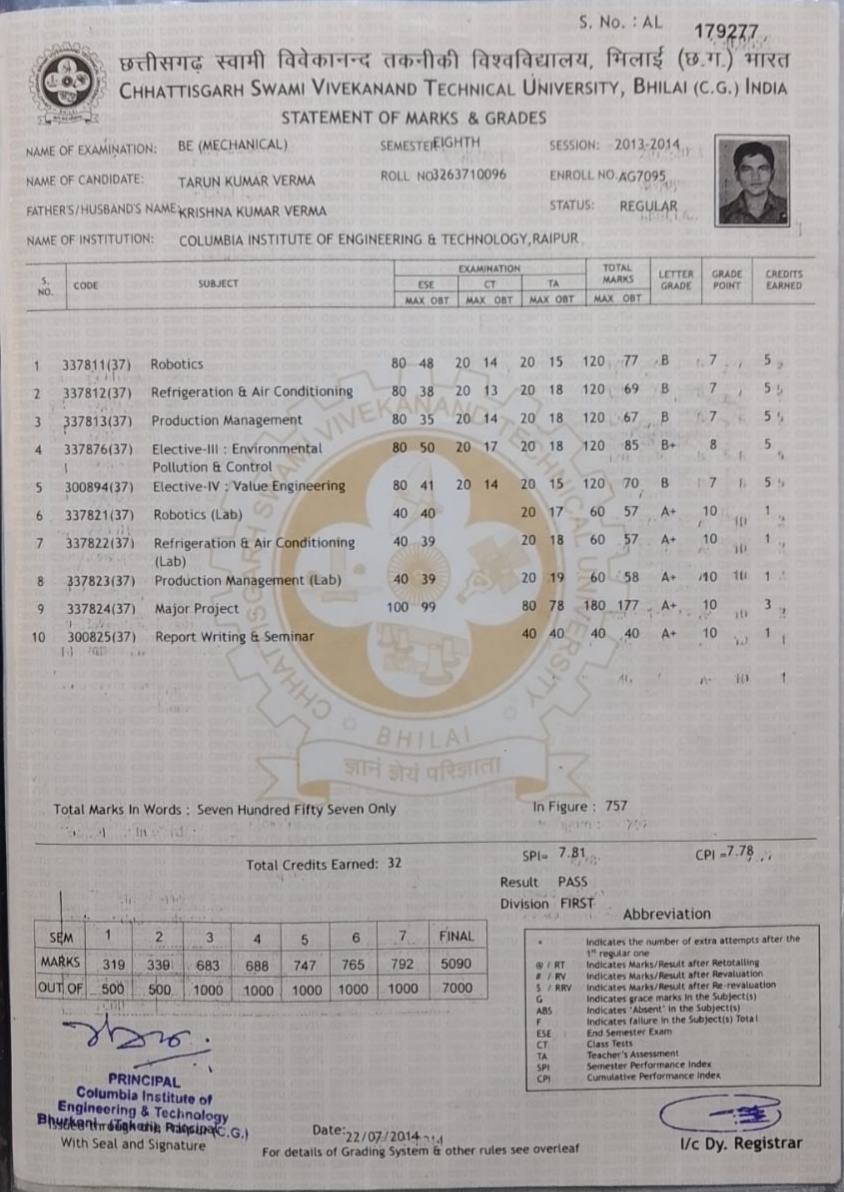 S. No. : AL 179277
छत्तीसगढ़ स्वामी विवेकानन्द तकनीकी विश्वविद्यालय, भिलाई (छ.ग.) भारत
CHHATTISGARH SWAMI VIVEKANAND TECHNICAL UNIVERSITY, BHILAI (C.G.) INDIA
STATEMENT OF MARKS & GRADES
NAME OF EXAMINATION: BE (MECHANICAL) SEMESTER EIGHTH SESSION: 2013-2014
NAME OF CANDIDATE: TARUN KUMAR VERMA ROLL NO 3263710096 ENROLL NO. AG7095
FATHER'S/HUSBAND'S NAME: KRISHNA KUMAR VERMA STATUS: REGULAR
NAME OF INSTITUTION: COLUMBIA INSTITUTE OF ENGINEERING & TECHNOLOGY,RAIPUR
S. NO. CODE SUBJECT EXAMINATION TOTAL MARKS LETTER GRADE GRADE POINT CREDITS EARNED
ESE CT TA
MAX OBT MAX OBT MAX OBT MAX OBT
1 337811(37) Robotics 80 48 20 14 20 15 120 77 B 7 5
2 337812(37) Refrigeration & Air Conditioning 80 38 20 13 20 18 120 69 B 7 5
3 337813(37) Production Management 80 35 20 14 20 18 120 67 B 7 5
4 337876(37) Elective-III : Environmental 80 50 20 17 20 18 120 85 B+ 8 5
Pollution & Control
5 300894(37) Elective-IV : Value Engineering 80 41 20 14 20 15 120 70 B 7 5
6 337821(37) Robotics (Lab) 40 40 20 17 60 57 A+ 10 1
7 337822(37) Refrigeration & Air Conditioning 40 39 20 18 60 57 A+ 10 1
(Lab)
8 337823(37) Production Management (Lab) 40 39 20 19 60 58 A+ 10 1
9 337824(37) Major Project 100 99 80 78 180 177 A+ 10 3
10 300825(37) Report Writing & Seminar 40 40 40 40 A+ 10 1
CHHATTISGARH SWAMI VIVEKANAND TECHNICAL UNIVERSITY
BHILAI
ज्ञानं ज्ञेयं परिज्ञाता
Total Marks In Words : Seven Hundred Fifty Seven Only In Figure : 757
Total Credits Earned: 32 SPI= 7.81 CPI =7.78
Result PASS
Division FIRST
SEM 1 2 3 4 5 6 7 FINAL
MARKS 319 339 683 688 747 765 792 5090
OUT OF 500 500 1000 1000 1000 1000 1000 7000
Abbreviation
* Indicates the number of extra attempts after the
1st regular one
@ / RT Indicates Marks/Result after Retotalling
# / RV Indicates Marks/Result after Revaluation
$ / RRV Indicates Marks/Result after Re-revaluation
G Indicates grace marks in the Subject(s)
ABS Indicates 'Absent' in the Subject(s)
F Indicates failure in the Subject(s) Total
ESE End Semester Exam
CT Class Tests
TA Teacher's Assessment
SPI Semester Performance Index
CPI Cumulative Performance Index
PRINCIPAL
Columbia Institute of
Engineering & Technology
(C.G.)
With Seal and Signature
Date: 22/07/2014
For details of Grading System & other rules see overleaf
I/c Dy. Registrar